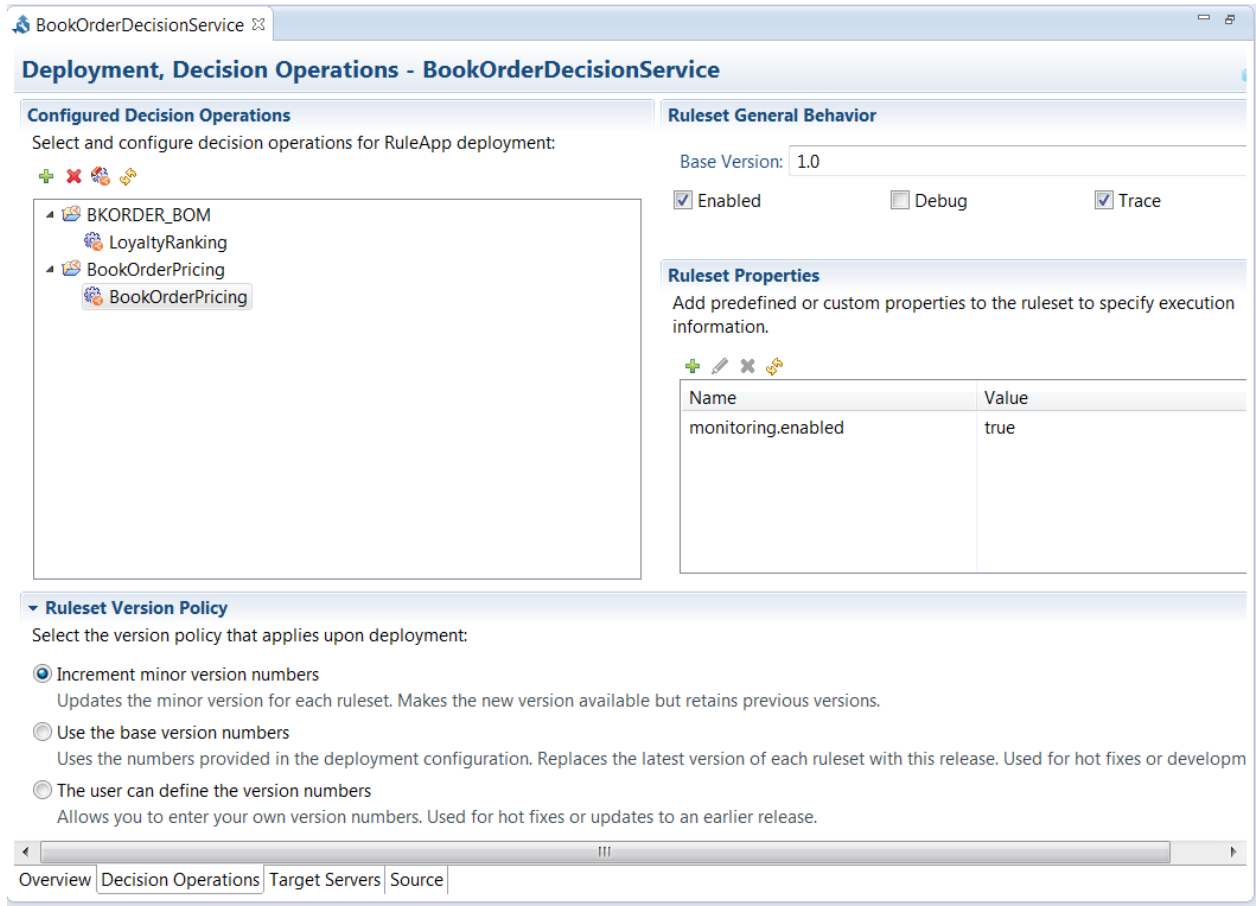 BookOrderDecisionService
Deployment, Decision Operations - BookOrderDecisionService
Configured Decision Operations
Select and configure decision operations for RuleApp deployment:
BKORDER_BOM
LoyaltyRanking
BookOrderPricing
BookOrderPricing
Ruleset General Behavior
Base Version: 1.0
Enabled Debug Trace
Ruleset Properties
Add predefined or custom properties to the ruleset to specify execution
information.
Name Value
monitoring.enabled true
Ruleset Version Policy
Select the version policy that applies upon deployment:
Increment minor version numbers
Updates the minor version for each ruleset. Makes the new version available but retains previous versions.
Use the base version numbers
Uses the numbers provided in the deployment configuration. Replaces the latest version of each ruleset with this release. Used for hot fixes or developm
The user can define the version numbers
Allows you to enter your own version numbers. Used for hot fixes or updates to an earlier release.
Overview Decision Operations Target Servers Source